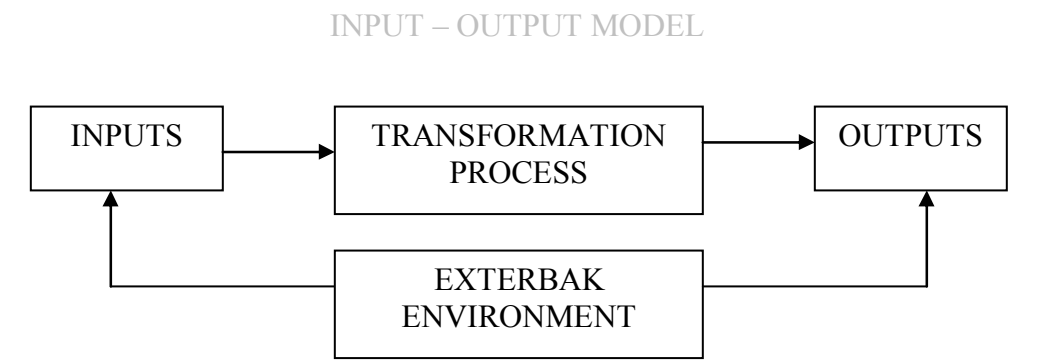 INPUT – OUTPUT MODEL
INPUTS
TRANSFORMATION
PROCESS
OUTPUTS
EXTERBAK
ENVIRONMENT